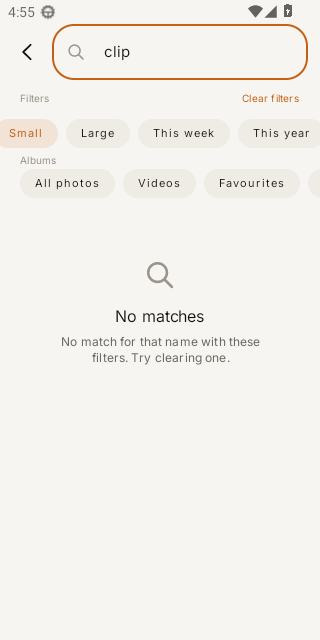 4:55
clip
Filters
Clear filters
Small
Large
This week
This year
Albums
All photos
Videos
Favourites
No matches
No match for that name with these
filters. Try clearing one.